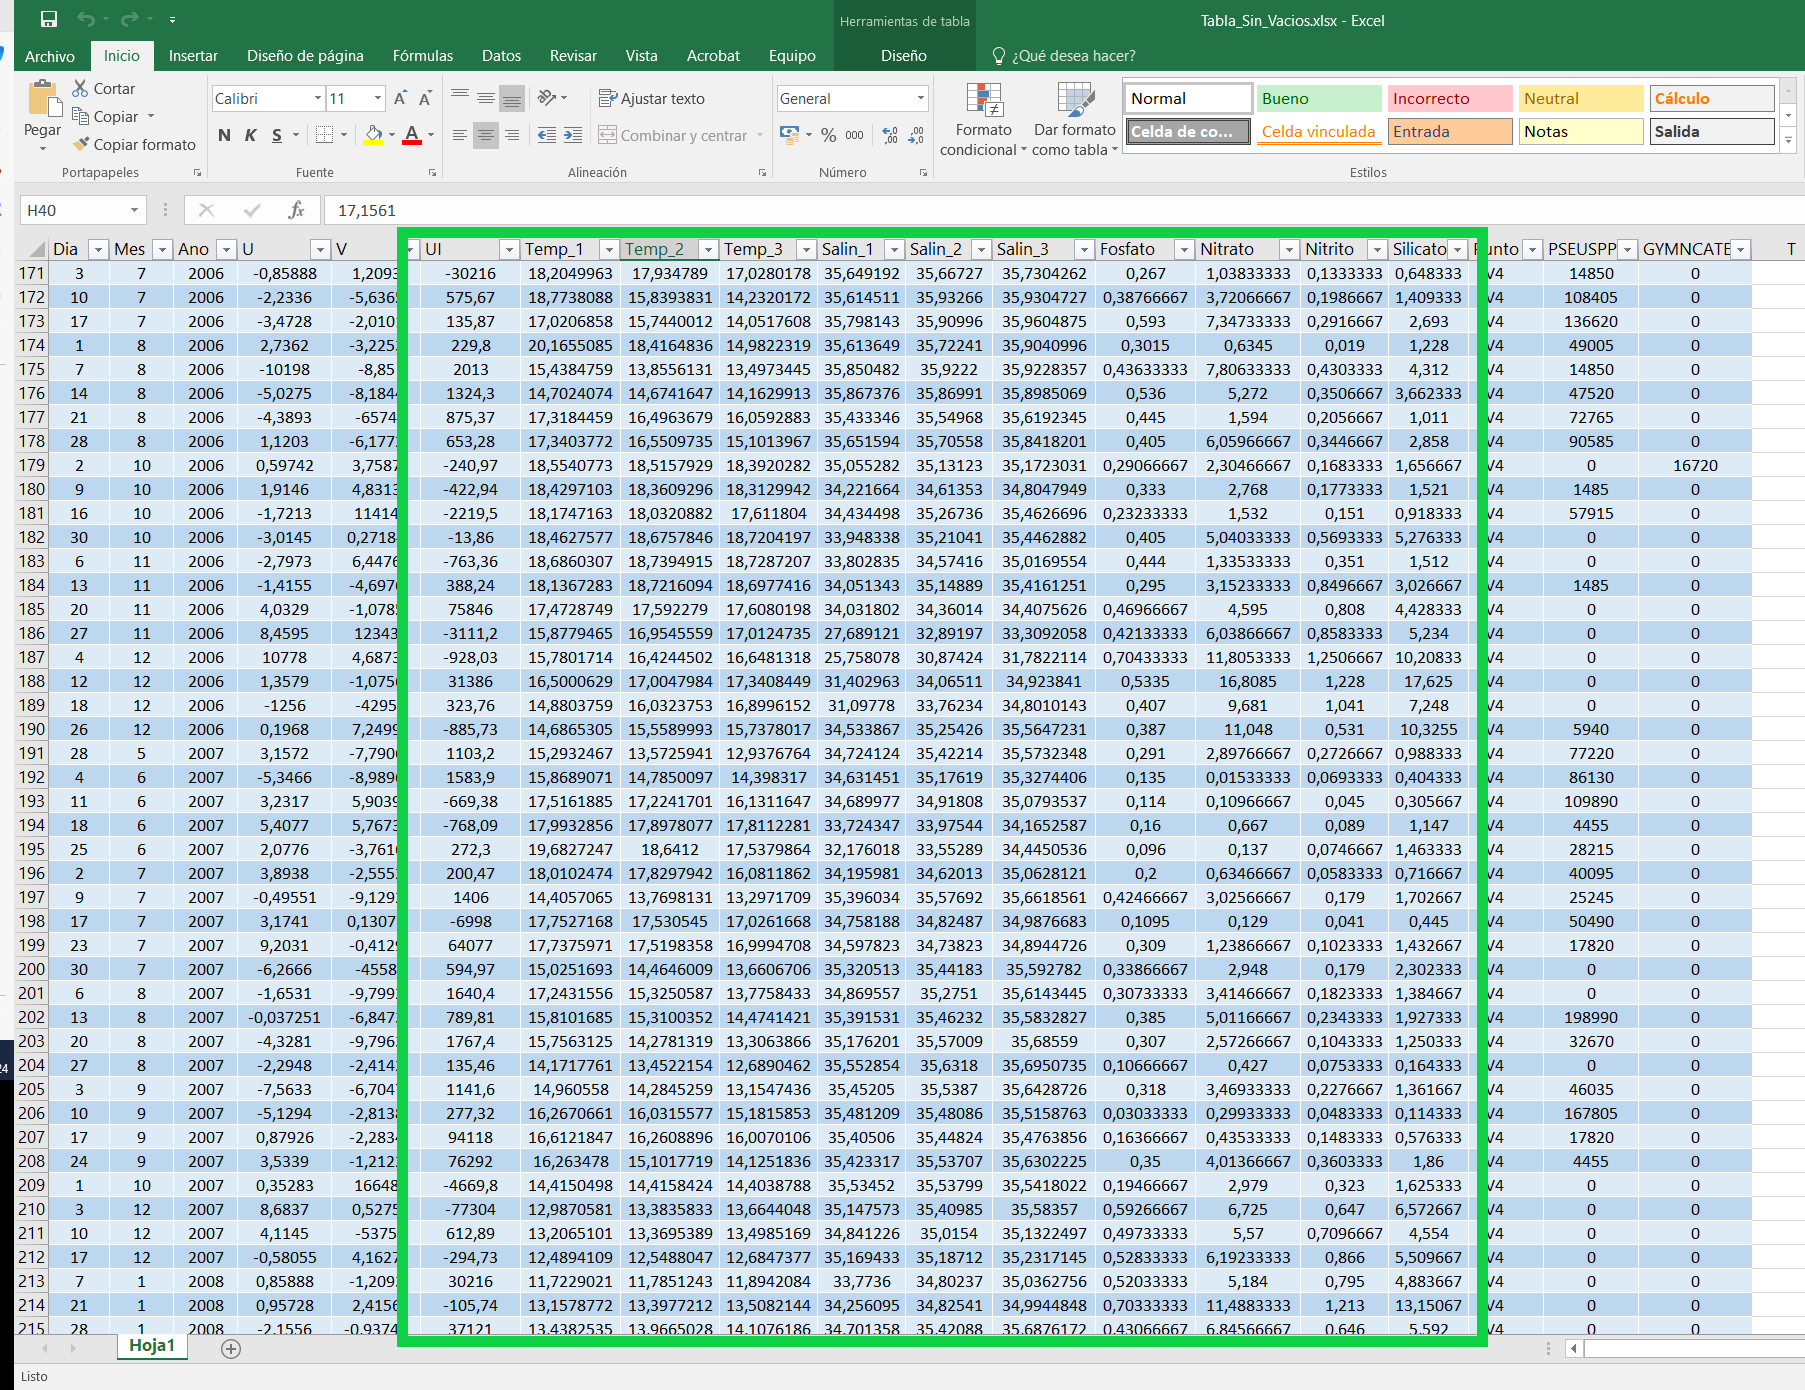 Herramientas de tabla
Tabla_Sin_Vacios.xlsx - Excel
Archivo Inicio Insertar Diseño de página Fórmulas Datos Revisar Vista Acrobat Equipo Diseño ¿Qué desea hacer?
Cortar
Copiar
Copiar formato
Pegar
Portapapeles
Calibri 11
N K S
Fuente
Ajustar texto
Combinar y centrar
Alineación
General
% 000
Número
Formato condicional
Dar formato como tabla
Normal Bueno Incorrecto Neutral Cálculo
Celda de co... Celda vinculada Entrada Notas Salida
Estilos
H40 fx 17,1561
Dia Mes Ano U V UI Temp_1 Temp_2 Temp_3 Salin_1 Salin_2 Salin_3 Fosfato Nitrato Nitrito Silicato unto PSEUSPP GYMNCATE T
171 3 7 2006 -0,85888 1,2093 -30216 18,2049963 17,934789 17,0280178 35,649192 35,66727 35,7304262 0,267 1,03833333 0,1333333 0,648333 V4 14850 0
172 10 7 2006 -2,2336 -5,6365 575,67 18,7738088 15,8393831 14,2320172 35,614511 35,93266 35,9304727 0,38766667 3,72066667 0,1986667 1,409333 V4 108405 0
173 17 7 2006 -3,4728 -2,010 135,87 17,0206858 15,7440012 14,0517608 35,798143 35,90996 35,9604875 0,593 7,34733333 0,2916667 2,693 V4 136620 0
174 1 8 2006 2,7362 -3,225 229,8 20,1655085 18,4164836 14,9822319 35,613649 35,72241 35,9040996 0,3015 0,6345 0,019 1,228 V4 49005 0
175 7 8 2006 -10198 -8,85 2013 15,4384759 13,8556131 13,4973445 35,850482 35,9222 35,9228357 0,43633333 7,80633333 0,4303333 4,312 V4 14850 0
176 14 8 2006 -5,0275 -8,184 1324,3 14,7024074 14,6741647 14,1629913 35,867376 35,86991 35,8985069 0,536 5,272 0,3506667 3,662333 V4 47520 0
177 21 8 2006 -4,3893 -6574 875,37 17,3184459 16,4963679 16,0592883 35,433346 35,54968 35,6192345 0,445 1,594 0,2056667 1,011 V4 72765 0
178 28 8 2006 1,1203 -6,177 653,28 17,3403772 16,5509735 15,1013967 35,651594 35,70558 35,8418201 0,405 6,05966667 0,3446667 2,858 V4 90585 0
179 2 10 2006 0,59742 3,7587 -240,97 18,5540773 18,5157929 18,3920282 35,055282 35,13123 35,1723031 0,29066667 2,30466667 0,1683333 1,656667 V4 0 16720
180 9 10 2006 1,9146 4,8313 -422,94 18,4297103 18,3609296 18,3129942 34,221664 34,61353 34,8047949 0,333 2,768 0,1773333 1,521 V4 1485 0
181 16 10 2006 -1,7213 11414 -2219,5 18,1747163 18,0320882 17,611804 34,434498 35,26736 35,4626696 0,23233333 1,532 0,151 0,918333 V4 57915 0
182 30 10 2006 -3,0145 0,2718 -13,86 18,4627577 18,6757846 18,7204197 33,948338 35,21041 35,4462882 0,405 5,04033333 0,5693333 5,276333 V4 0 0
183 6 11 2006 -2,7973 6,4476 -763,36 18,6860307 18,7394915 18,7287207 33,802835 34,57416 35,0169554 0,444 1,33533333 0,351 1,512 V4 0 0
184 13 11 2006 -1,4155 -4,697 388,24 18,1367283 18,7216094 18,6977416 34,051343 35,14889 35,4161251 0,295 3,15233333 0,8496667 3,026667 V4 1485 0
185 20 11 2006 4,0329 -1,078 75846 17,4728749 17,592279 17,6080198 34,031802 34,36014 34,4075626 0,46966667 4,595 0,808 4,428333 V4 0 0
186 27 11 2006 8,4595 12343 -3111,2 15,8779465 16,9545559 17,0124735 27,689121 32,89197 33,3092058 0,42133333 6,03866667 0,8583333 5,234 V4 0 0
187 4 12 2006 10778 4,6873 -928,03 15,7801714 16,4244502 16,6481318 25,758078 30,87424 31,7822114 0,70433333 11,8053333 1,2506667 10,20833 V4 0 0
188 12 12 2006 1,3579 -1,075 31386 16,5000629 17,0047984 17,3408449 31,402963 34,06511 34,923841 0,5335 16,8085 1,228 17,625 V4 0 0
189 18 12 2006 -1256 -4295 323,76 14,8803759 16,0323753 16,8996152 31,09778 33,76234 34,8010143 0,407 9,681 1,041 7,248 V4 0 0
190 26 12 2006 0,1968 7,2499 -885,73 14,6865305 15,5589993 15,7378017 34,533867 35,25426 35,5647231 0,387 11,048 0,531 10,3255 V4 5940 0
191 28 5 2007 3,1572 -7,790 1103,2 15,2932467 13,5725941 12,9376764 34,724124 35,42214 35,5732348 0,291 2,89766667 0,2726667 0,988333 V4 77220 0
192 4 6 2007 -5,3466 -8,989 1583,9 15,8689071 14,7850097 14,398317 34,631451 35,17619 35,3274406 0,135 0,01533333 0,0693333 0,404333 V4 86130 0
193 11 6 2007 3,2317 5,9039 -669,38 17,5161885 17,2241701 16,1311647 34,689977 34,91808 35,0793537 0,114 0,10966667 0,045 0,305667 V4 109890 0
194 18 6 2007 5,4077 5,7673 -768,09 17,9932856 17,8978077 17,8112281 33,724347 33,97544 34,1652587 0,16 0,667 0,089 1,147 V4 4455 0
195 25 6 2007 2,0776 -3,761 272,3 19,6827247 18,6412 17,5379864 32,176018 33,55289 34,4450536 0,096 0,137 0,0746667 1,463333 V4 28215 0
196 2 7 2007 3,8938 -2,555 200,47 18,0102474 17,8297942 16,0811862 34,195981 34,62013 35,0628121 0,2 0,63466667 0,0583333 0,716667 V4 40095 0
197 9 7 2007 -0,49551 -9,129 1406 14,4057065 13,7698131 13,2971709 35,396034 35,57692 35,6618561 0,42466667 3,02566667 0,179 1,702667 V4 25245 0
198 17 7 2007 3,1741 0,1307 -6998 17,7527168 17,530545 17,0261668 34,758188 34,82487 34,9876683 0,1095 0,129 0,041 0,445 V4 50490 0
199 23 7 2007 9,2031 -0,412 64077 17,7375971 17,5198358 16,9994708 34,597823 34,73823 34,8944726 0,309 1,23866667 0,1023333 1,432667 V4 17820 0
200 30 7 2007 -6,2666 -4558 594,97 15,0251693 14,4646009 13,6606706 35,320513 35,44183 35,592782 0,33866667 2,948 0,179 2,302333 V4 0 0
201 6 8 2007 -1,6531 -9,799 1640,4 17,2431556 15,3250587 13,7758433 34,869557 35,2751 35,6143445 0,30733333 3,41466667 0,1823333 1,384667 V4 0 0
202 13 8 2007 -0,037251 -6,847 789,81 15,8101685 15,3100352 14,4741421 35,391531 35,46232 35,5832827 0,385 5,01166667 0,2343333 1,927333 V4 198990 0
203 20 8 2007 -4,3281 -9,796 1767,4 15,7563125 14,2781319 13,3063866 35,176201 35,57009 35,68559 0,307 2,57266667 0,1043333 1,250333 V4 32670 0
204 27 8 2007 -2,2948 -2,414 135,46 14,1717761 13,4522154 12,6890462 35,552854 35,6318 35,6950735 0,10666667 0,427 0,0753333 0,164333 V4 0 0
205 3 9 2007 -7,5633 -6,704 1141,6 14,960558 14,2845259 13,1547436 35,45205 35,5387 35,6428726 0,318 3,46933333 0,2276667 1,361667 V4 46035 0
206 10 9 2007 -5,1294 -2,813 277,32 16,2670661 16,0315577 15,1815853 35,481209 35,48086 35,5158763 0,03033333 0,29933333 0,0483333 0,114333 V4 167805 0
207 17 9 2007 0,87926 -2,283 94118 16,6121847 16,2608896 16,0070106 35,40506 35,44824 35,4763856 0,16366667 0,43533333 0,1483333 0,576333 V4 17820 0
208 24 9 2007 3,5339 -1,212 76292 16,263478 15,1017719 14,1251836 35,423317 35,53707 35,6302225 0,35 4,01366667 0,3603333 1,86 V4 4455 0
209 1 10 2007 0,35283 16648 -4669,8 14,4150498 14,4158424 14,4038788 35,53452 35,53799 35,5418022 0,19466667 2,979 0,323 1,625333 V4 0 0
210 3 12 2007 8,6837 0,5275 -77304 12,9870581 13,3835833 13,6644048 35,147573 35,40985 35,58357 0,59266667 6,725 0,647 6,572667 V4 0 0
211 10 12 2007 4,1145 -5375 612,89 13,2065101 13,3695389 13,4985169 34,841226 35,0154 35,1322497 0,49733333 5,57 0,7096667 4,554 V4 0 0
212 17 12 2007 -0,58055 4,1627 -294,73 12,4894109 12,5488047 12,6847377 35,169433 35,18712 35,2317145 0,52833333 6,19233333 0,866 5,509667 V4 0 0
213 7 1 2008 0,85888 -1,209 30216 11,7229021 11,7851243 11,8942084 33,7736 34,80237 35,0362756 0,52033333 5,184 0,795 4,883667 V4 0 0
214 21 1 2008 0,95728 2,4156 -105,74 13,1578772 13,3977212 13,5082144 34,256095 34,82541 34,9944848 0,70333333 11,4883333 1,213 13,15067 V4 0 0
215 28 1 2008 -2,1556 -0,9374 37121 13,4382535 13,9665028 14,1076186 34,701358 35,42088 35,6876172 0,43066667 6,84566667 0,646 5,592 V4 0 0
Hoja1
Listo
24